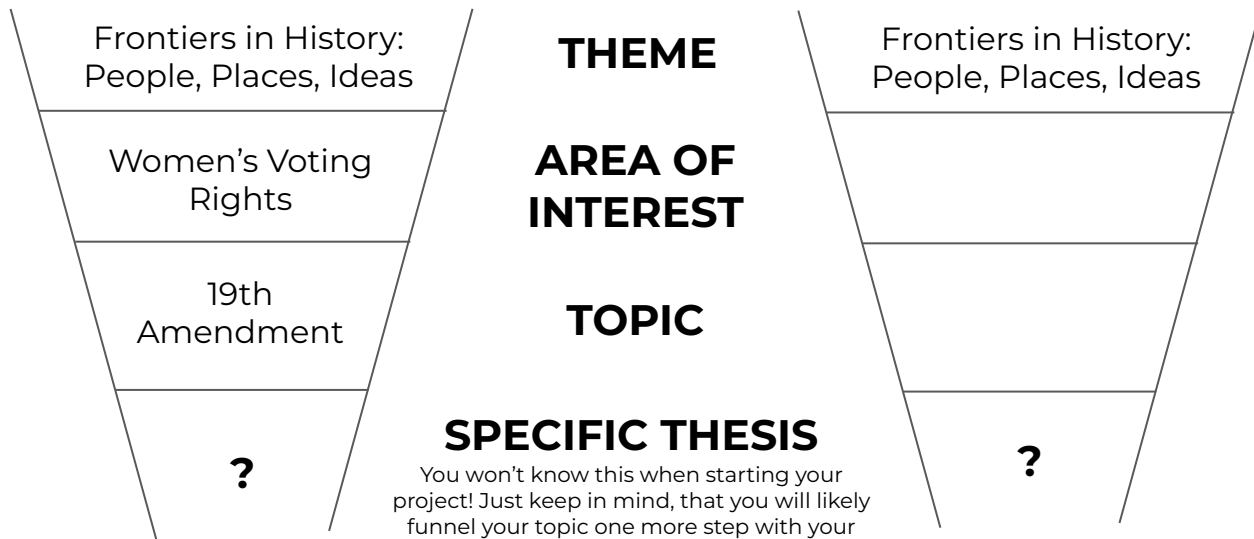 Frontiers in History:
People, Places, Ideas
THEME
Frontiers in History:
People, Places, Ideas
Women’s Voting
Rights
AREA OF
INTEREST
19th
Amendment
TOPIC
?
SPECIFIC THESIS
You won’t know this when starting your
project! Just keep in mind, that you will likely
funnel your topic one more step with your
?